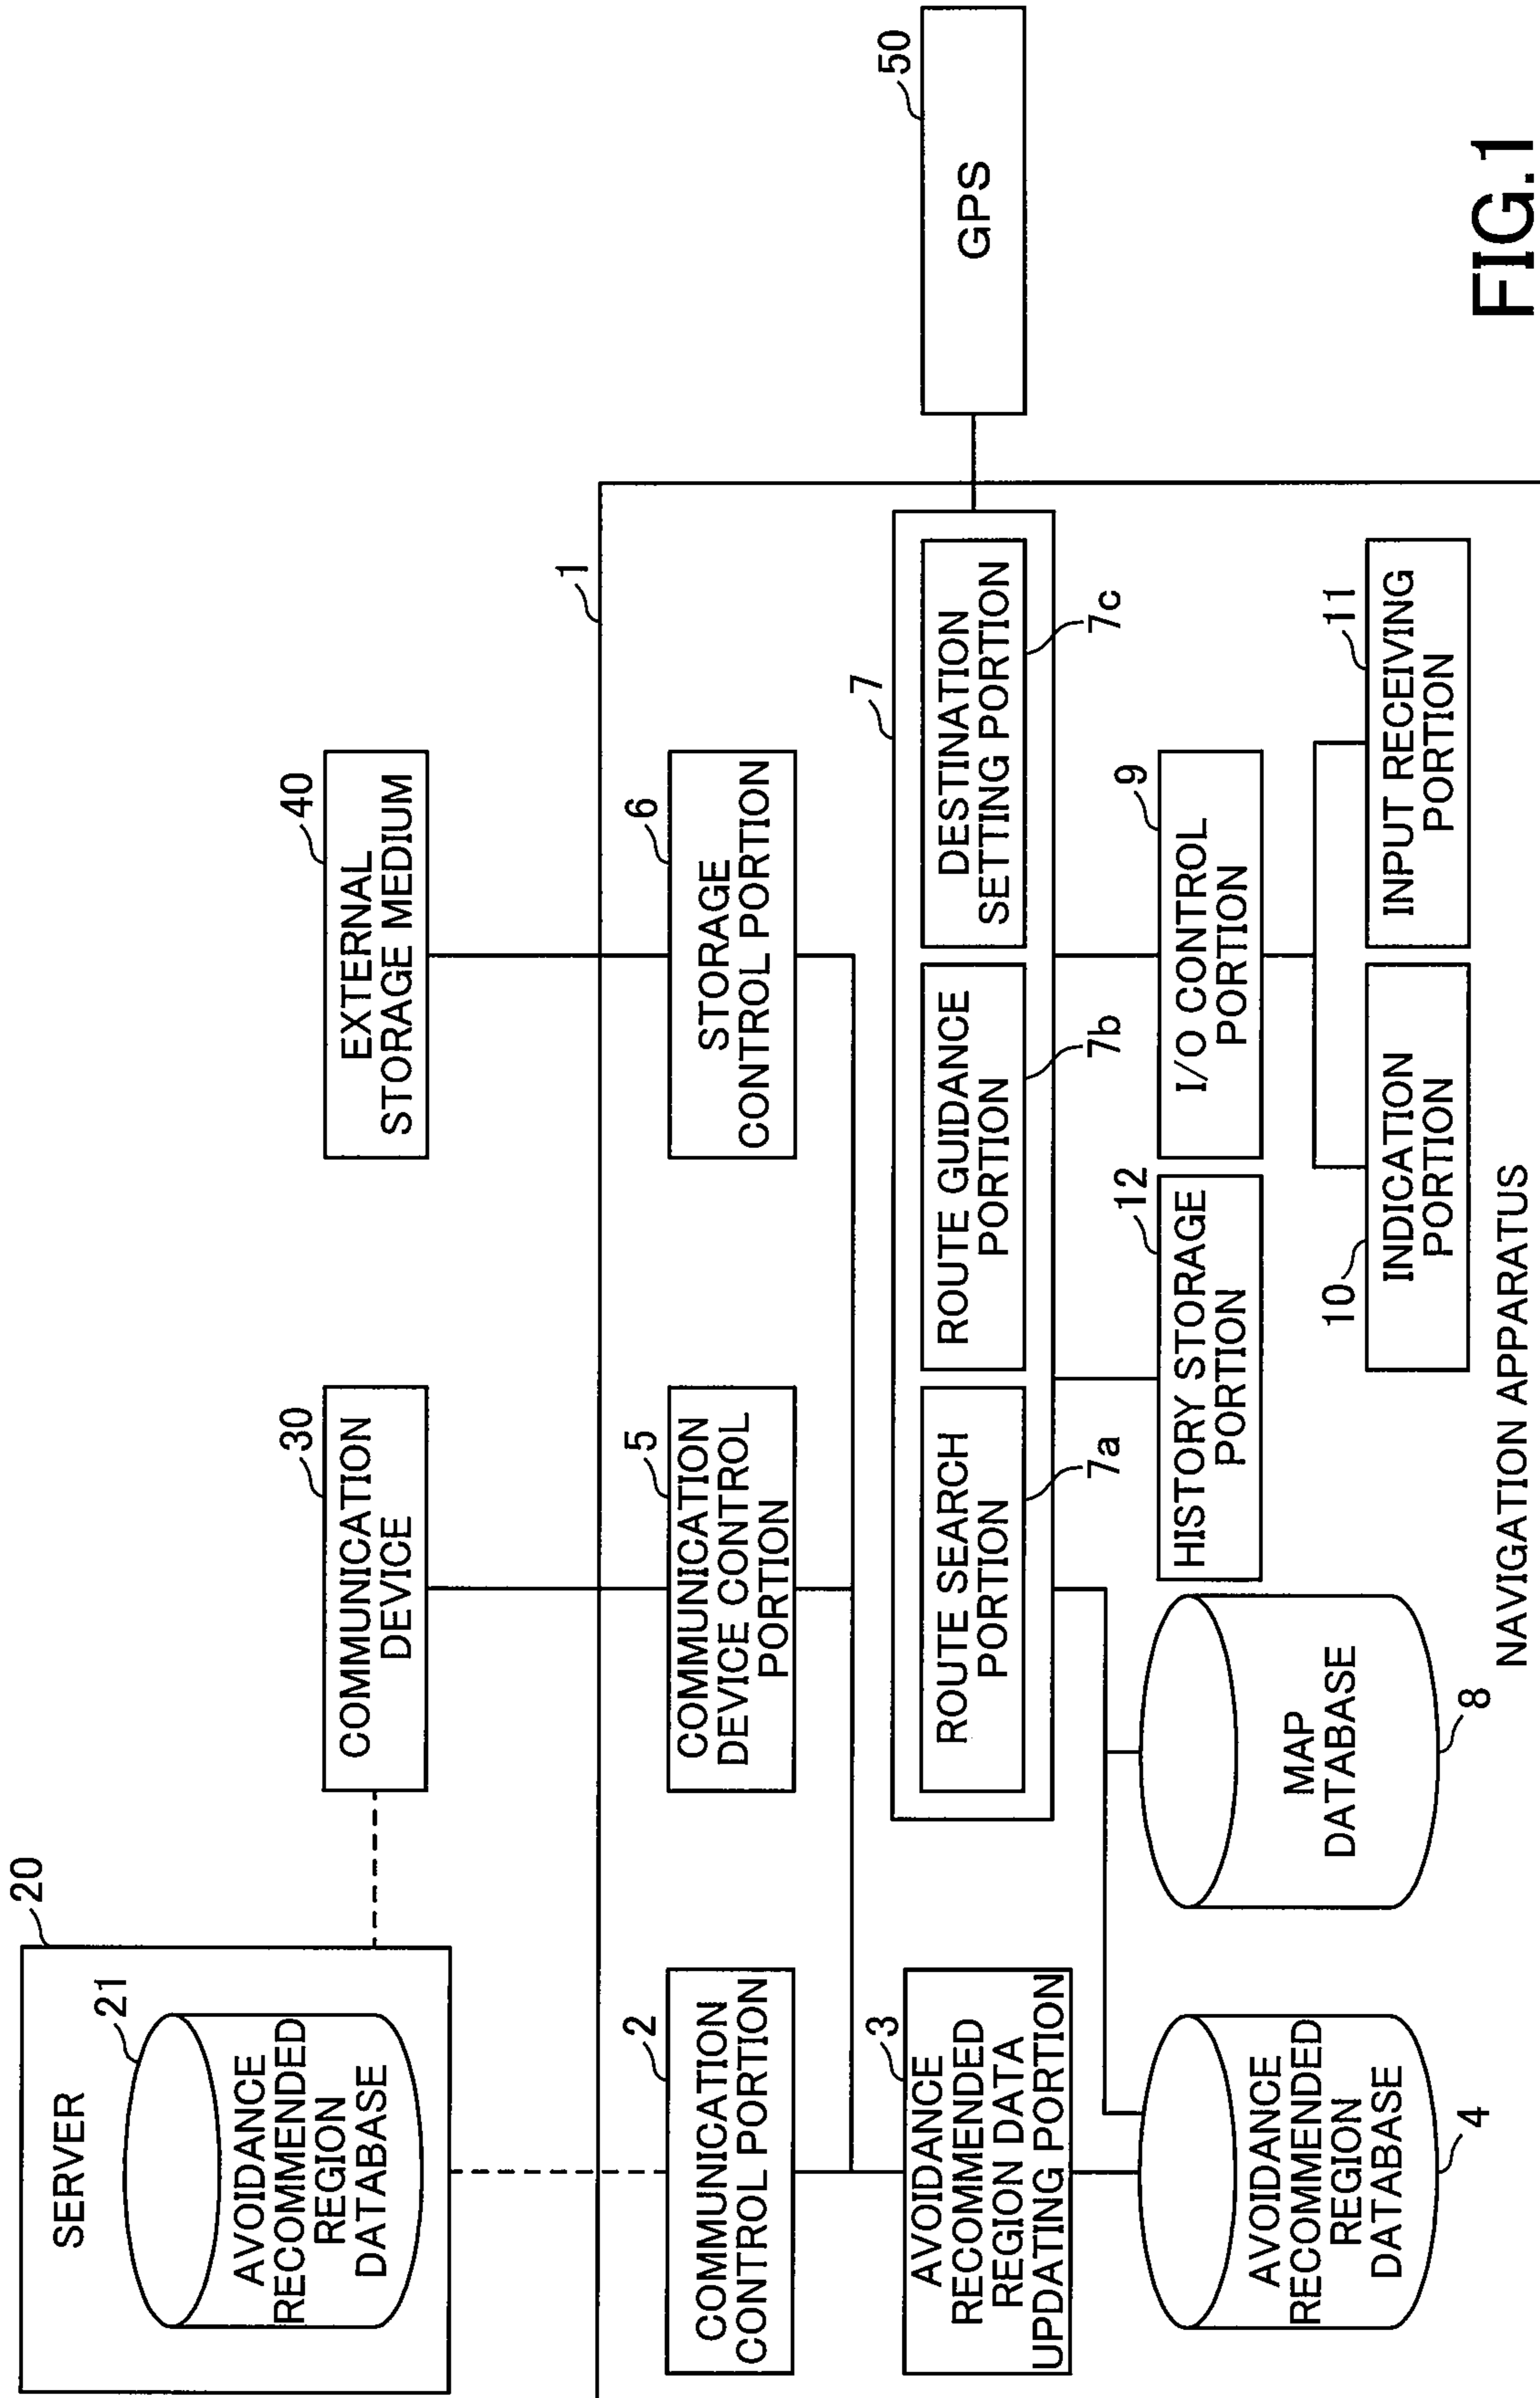 FIG.1
20
SERVER
21
AVOIDANCE
RECOMMENDED
REGION
DATABASE
30
COMMUNICATION
DEVICE
40
EXTERNAL
STORAGE MEDIUM
1
2
COMMUNICATION
CONTROL PORTION
5
COMMUNICATION
DEVICE CONTROL
PORTION
6
STORAGE
CONTROL PORTION
3
AVOIDANCE
RECOMMENDED
REGION DATA
UPDATING PORTION
7
ROUTE SEARCH
PORTION
7a
ROUTE GUIDANCE
PORTION
7b
DESTINATION
SETTING PORTION
7c
50
GPS
AVOIDANCE
RECOMMENDED
REGION
DATABASE
4
MAP
DATABASE
8
12
HISTORY STORAGE
PORTION
9
I/O CONTROL
PORTION
10
INDICATION
PORTION
11
INPUT RECEIVING
PORTION
NAVIGATION APPARATUS